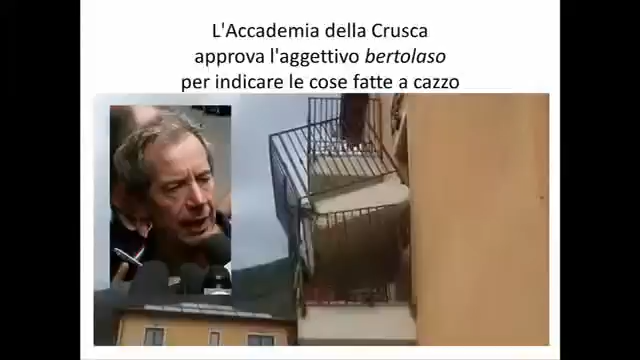 L'Accademia della Crusca
approva l'aggettivo bertolaso
per indicare le cose fatte a cazzo